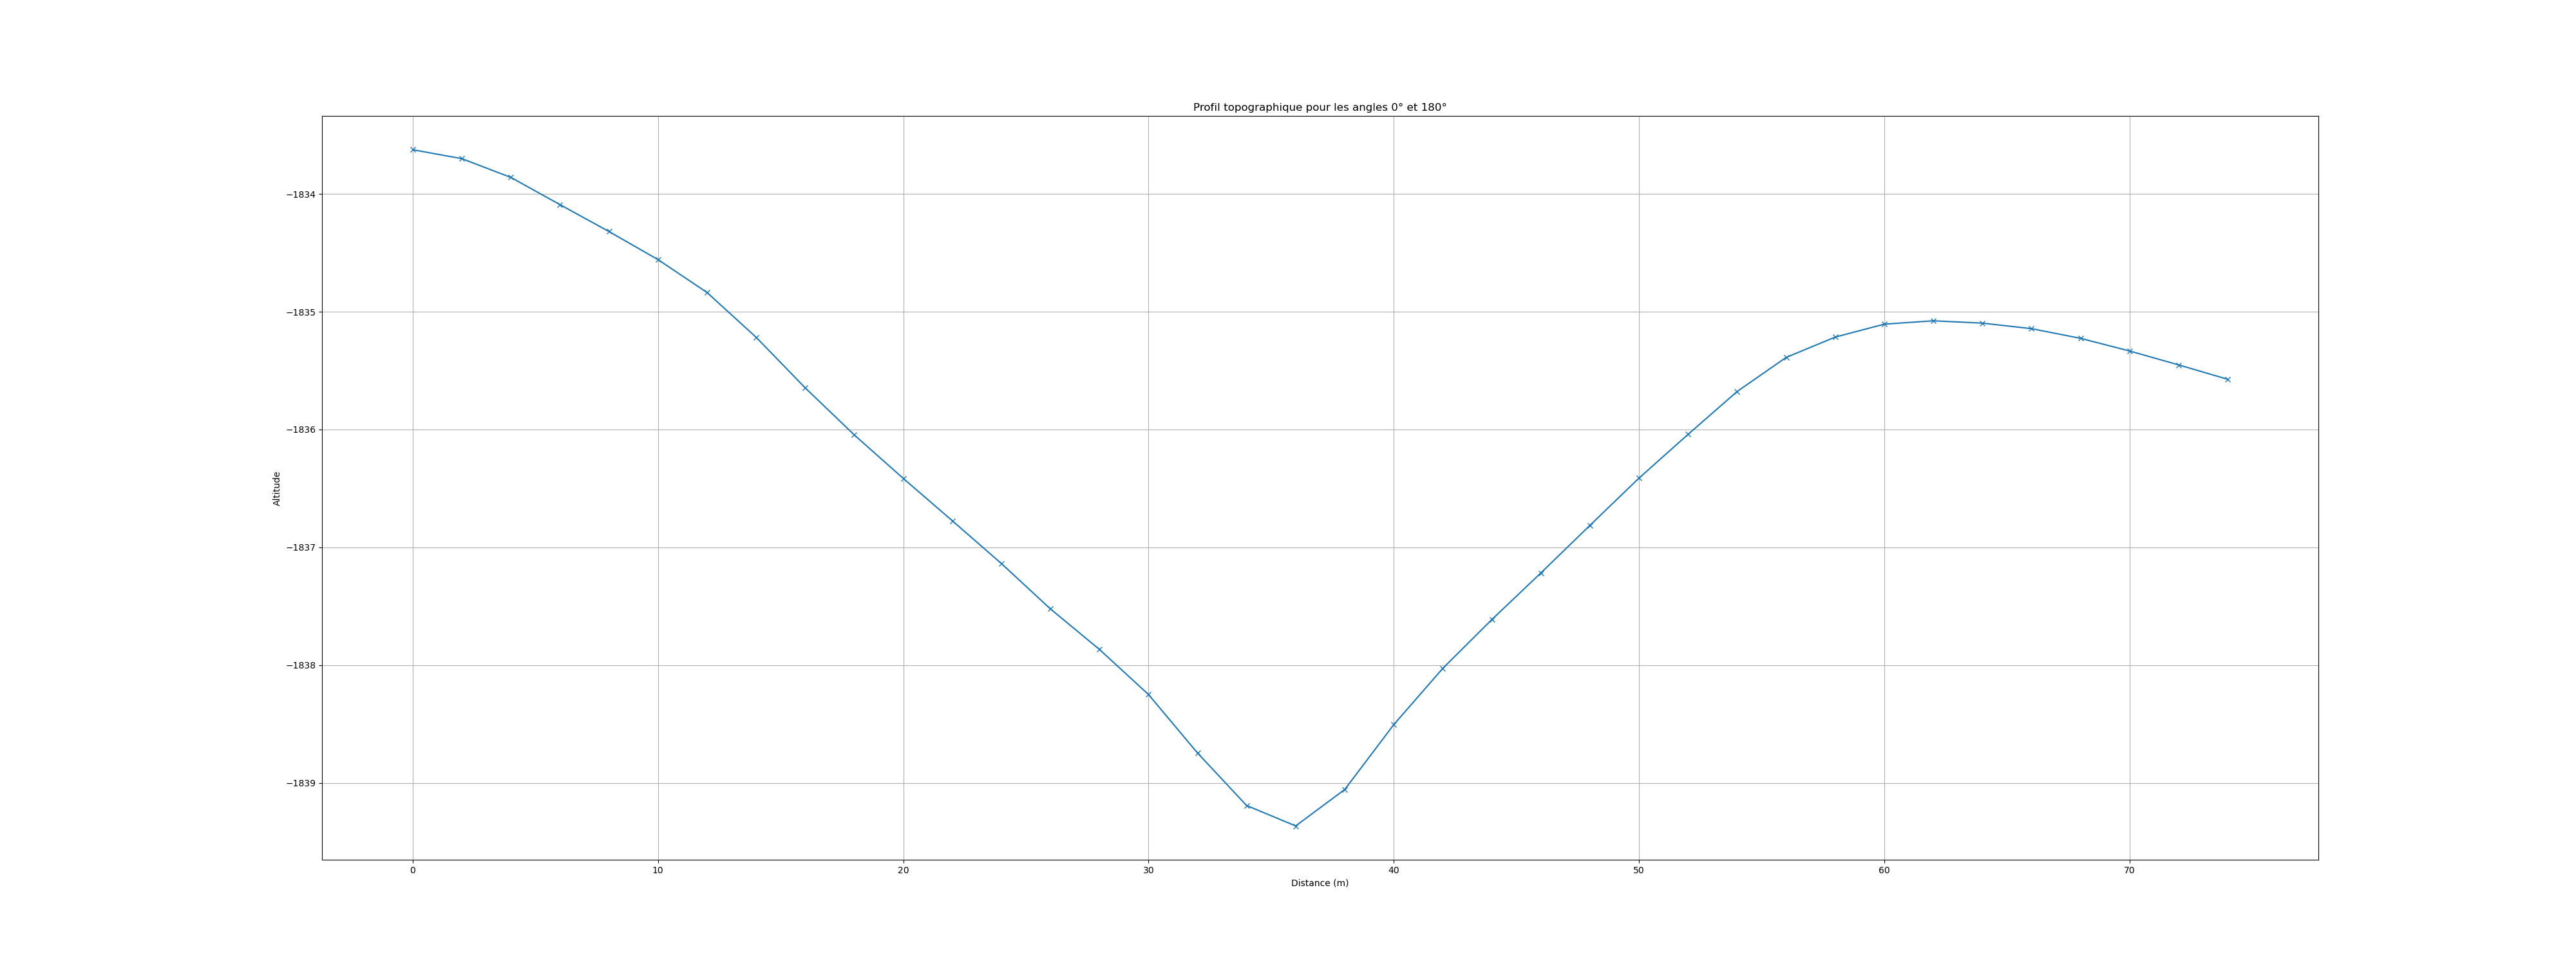 Profil topographique pour les angles 0° et 180°
Altitude
−1834
−1835
−1836
−1837
−1838
−1839
0 10 20 30 40 50 60 70
Distance (m)